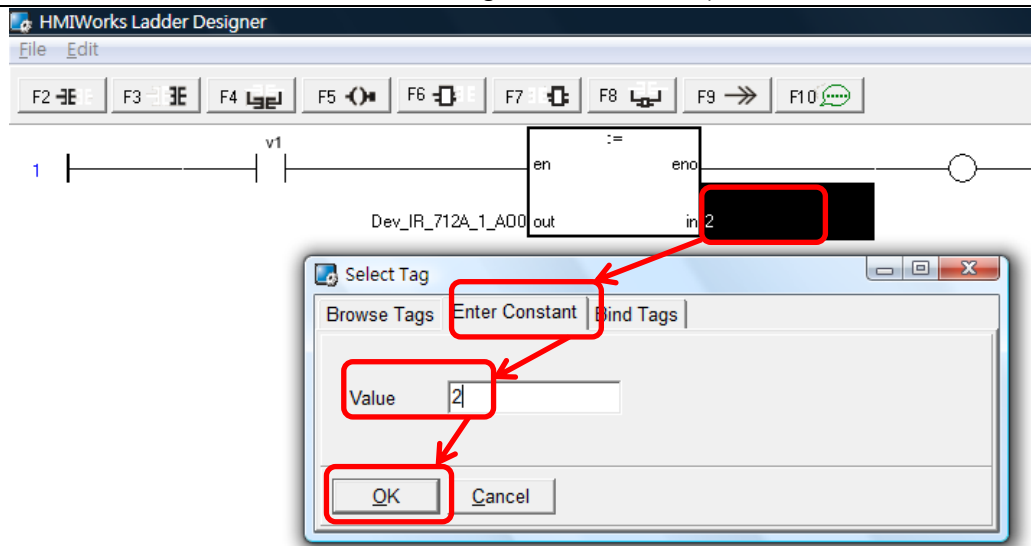 HMIWorks Ladder Designer
File Edit
F2 F3 F4 F5 F6 F7 F8 F9 F10
v1
:=
1
en eno
Dev_IR_712A_1_AO0 out in 2
Select Tag
Browse Tags Enter Constant Bind Tags
Value 2
OK Cancel